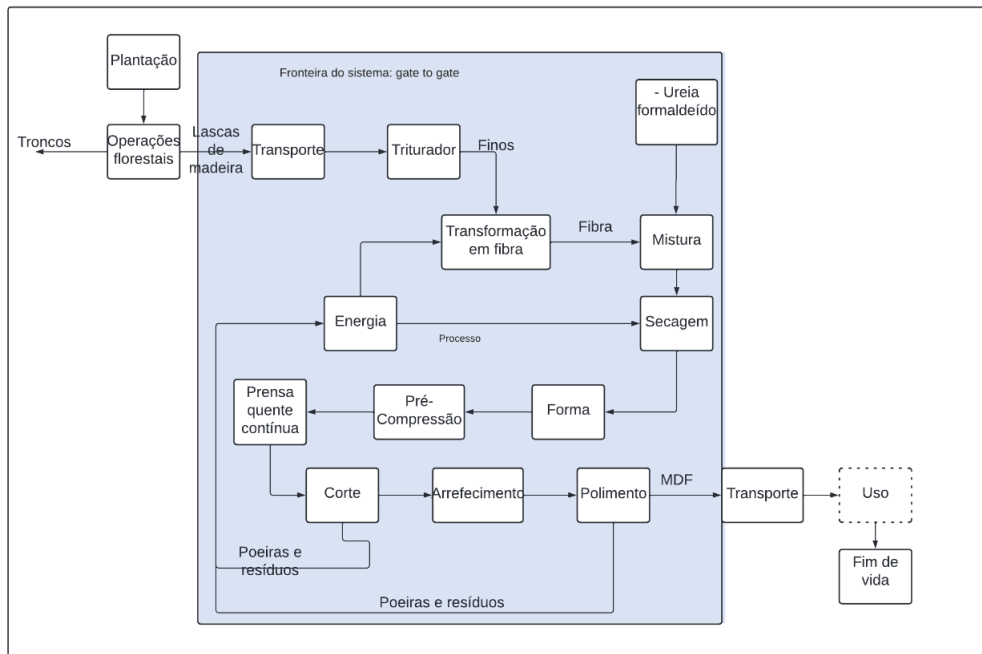 Plantação
Fronteira do sistema: gate to gate
- Ureia
formaldeído
Troncos
Operações
florestais
Lascas
de
madeira
Transporte
Triturador
Finos
Transformação
em fibra
Fibra
Mistura
Energia
Processo
Secagem
Prensa
quente
contínua
Pré-
Compressão
Forma
Corte
Arrefecimento
Polimento
MDF
Transporte
Uso
Poeiras e
resíduos
Poeiras e resíduos
Fim de
vida